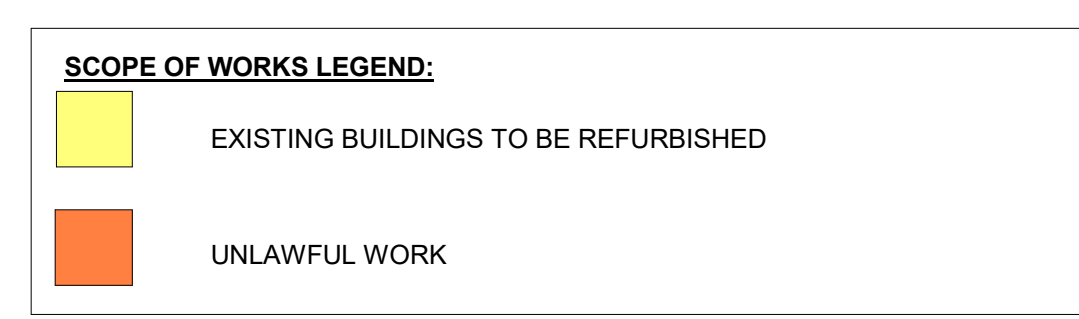 SCOPE OF WORKS LEGEND:
EXISTING BUILDINGS TO BE REFURBISHED
UNLAWFUL WORK